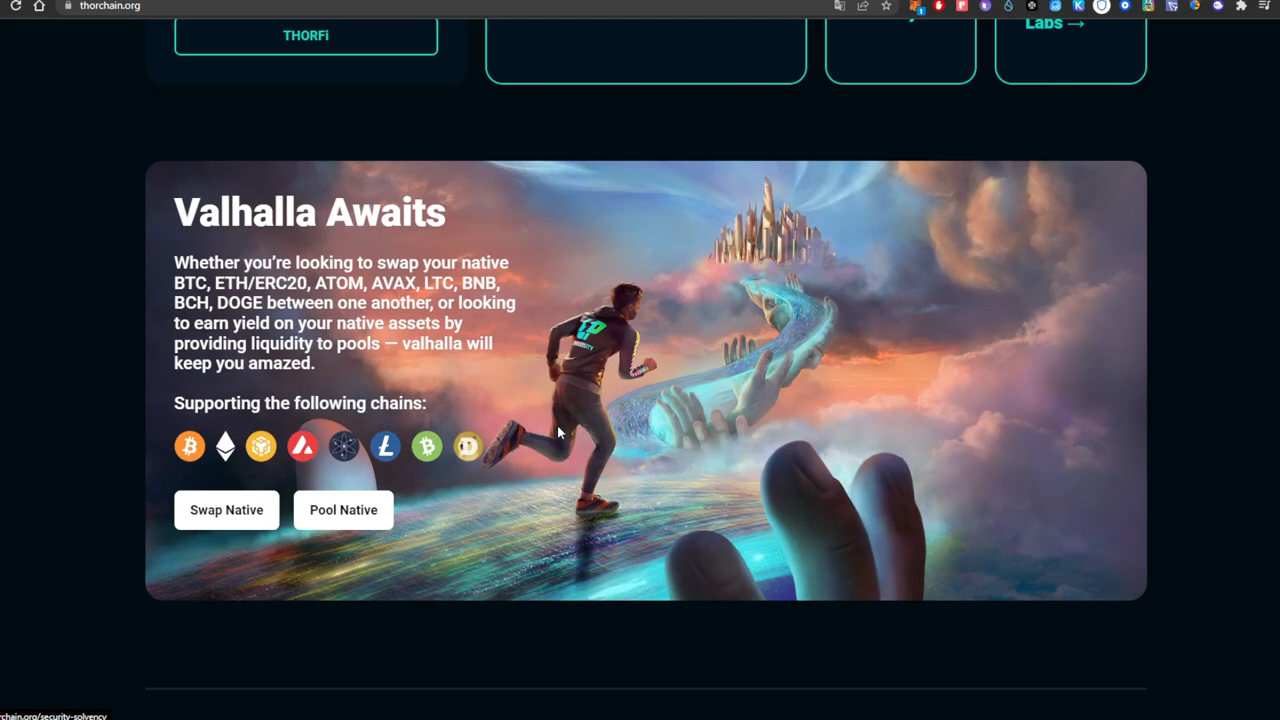 thorchain.org
THORFi
Labs →
Valhalla Awaits
Whether you’re looking to swap your native
BTC, ETH/ERC20, ATOM, AVAX, LTC, BNB,
BCH, DOGE between one another, or looking
to earn yield on your native assets by
providing liquidity to pools — valhalla will
keep you amazed.
Supporting the following chains:
Swap Native
Pool Native
rchain.org/security-solvency